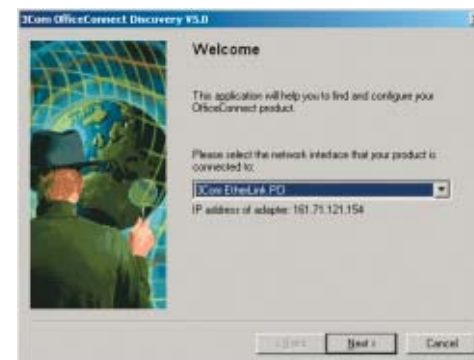 3Com OfficeConnect Discovery V5.0
Welcome
This application will help you to find and configure your
OfficeConnect product.
Please select the network interface that your product is
connected to:
3Com EtherLink PCI
IP address of adapter: 161.71.121.154
Next >
Cancel